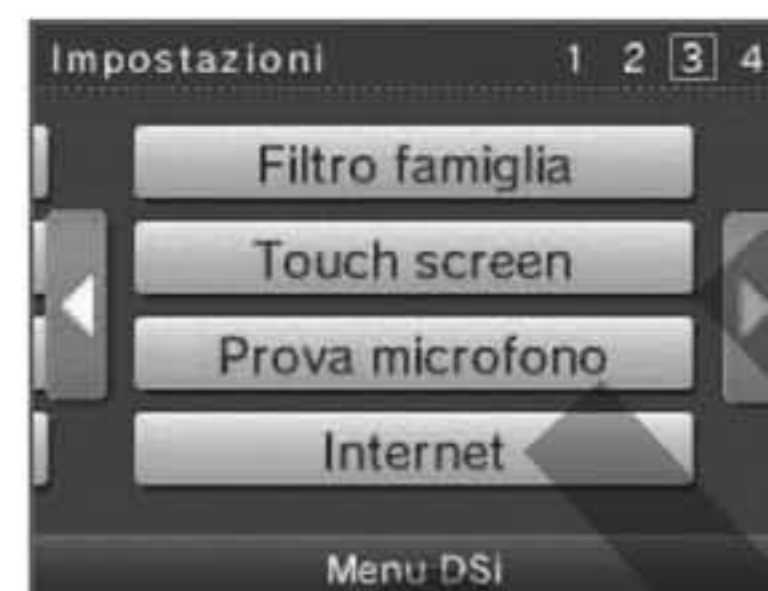 Impostazioni 1 2 3 4
Filtro famiglia
Touch screen
Prova microfono
Internet
Menu DSi